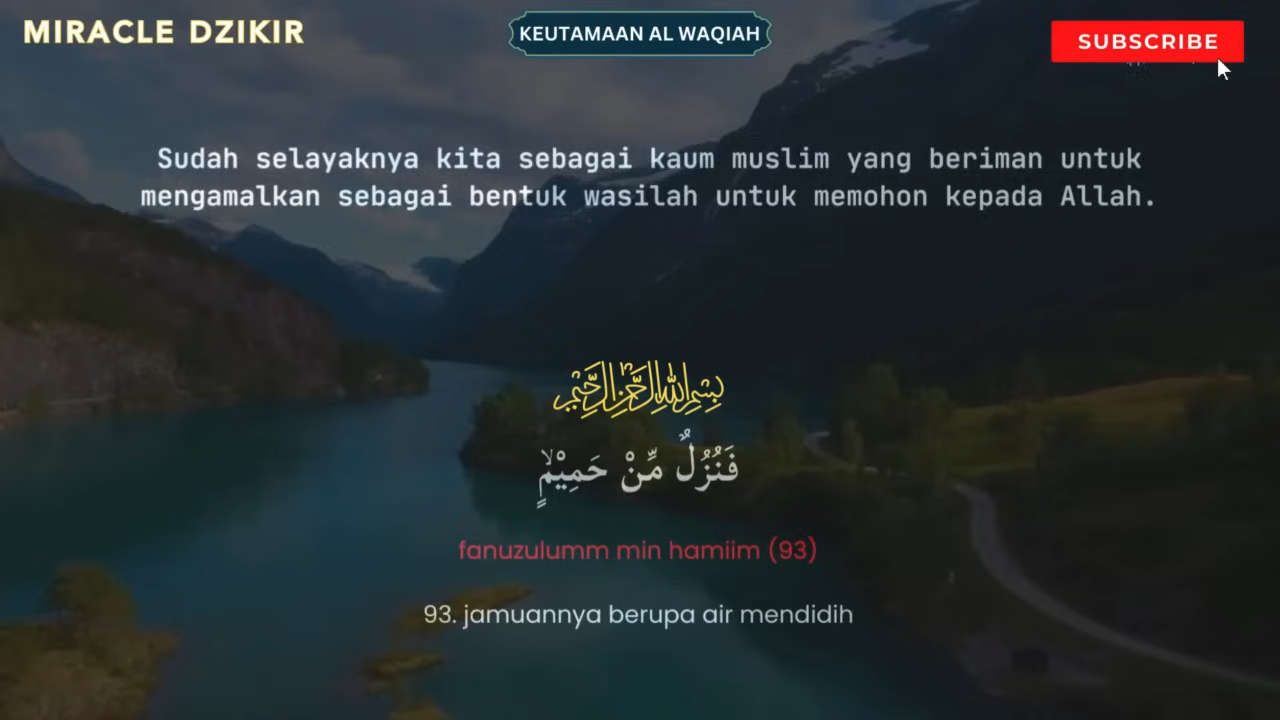 MIRACLE DZIKIR
KEUTAMAAN AL WAQIAH
SUBSCRIBE
Sudah selayaknya kita sebagai kaum muslim yang beriman untuk
mengamalkan sebagai bentuk wasilah untuk memohon kepada Allah.
بِسْمِ اللهِ الرَّحْمٰنِ الرَّحِيْمِ
فَنُزُلٌ مِّنْ حَمِيْمٍۙ
fanuzulumm min hamiim (93)
93. jamuannya berupa air mendidih